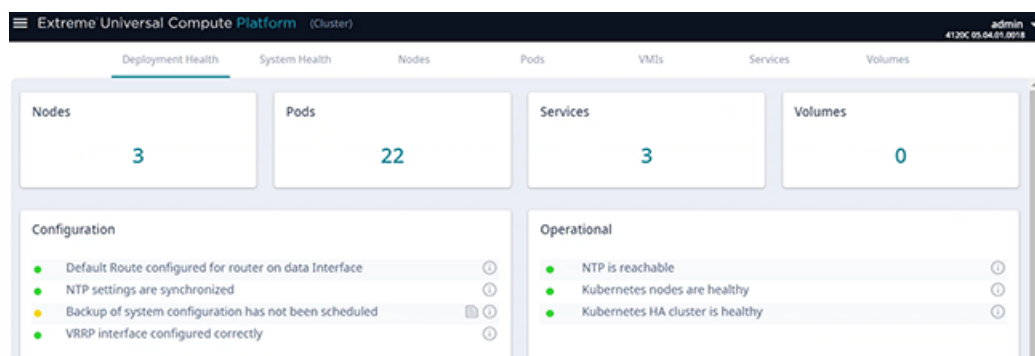 Extreme Universal Compute Platform (Cluster)
admin
4120C 05.04.01.0018
Deployment Health System Health Nodes Pods VMIs Services Volumes
Nodes Pods Services Volumes
3 22 3 0
Configuration
Default Route configured for router on data Interface
NTP settings are synchronized
Backup of system configuration has not been scheduled
VRRP interface configured correctly
Operational
NTP is reachable
Kubernetes nodes are healthy
Kubernetes HA cluster is healthy